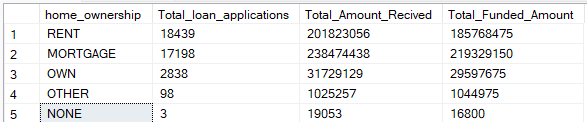 home_ownership Total_loan_applications Total_Amount_Recived Total_Funded_Amount
1 RENT 18439 201823056 185768475
2 MORTGAGE 17198 238474438 219329150
3 OWN 2838 31729129 29597675
4 OTHER 98 1025257 1044975
5 NONE 3 19053 16800